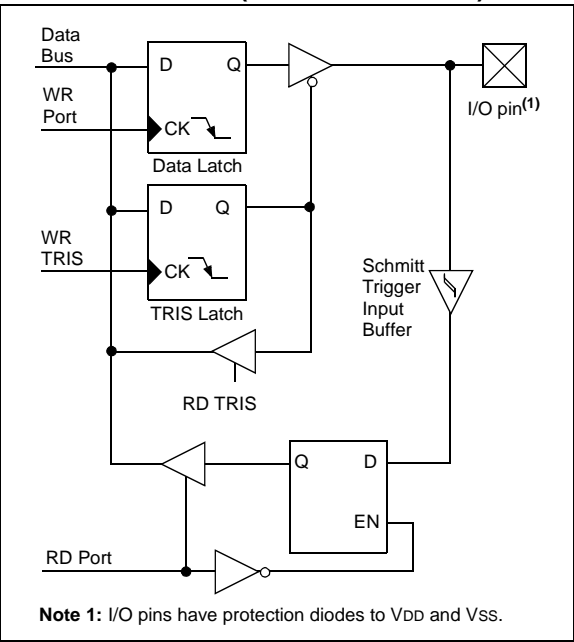 Data
Bus
D
Q
WR
Port
CK
I/O pin(1)
Data Latch
D
Q
WR
TRIS
CK
Schmitt
Trigger
Input
Buffer
TRIS Latch
RD TRIS
Q
D
EN
RD Port
Note 1: I/O pins have protection diodes to VDD and VSS.